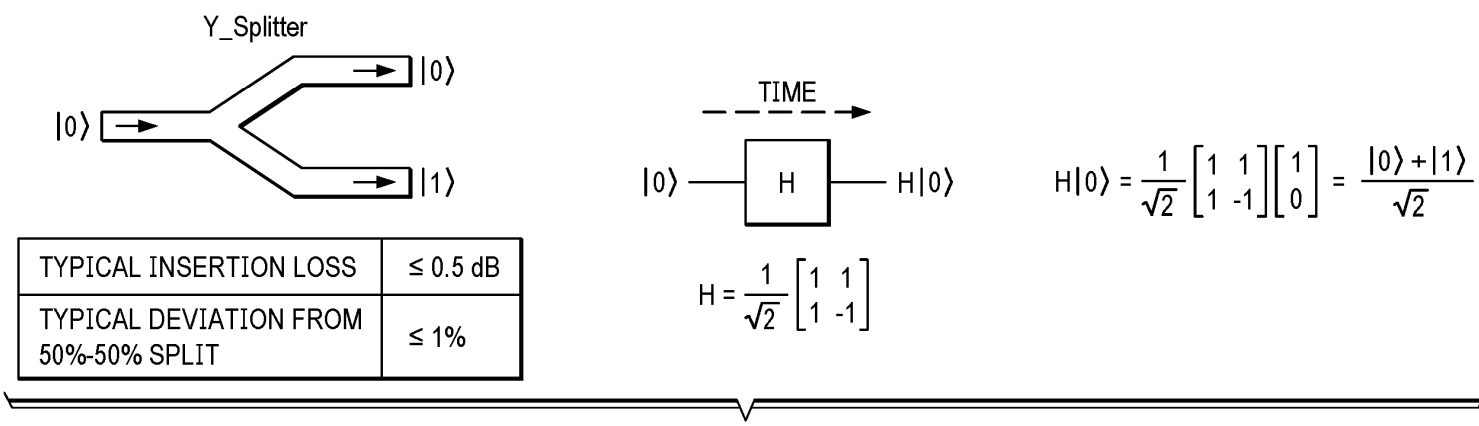 Y_Splitter
|0⟩
|0⟩
|1⟩
TYPICAL INSERTION LOSS ≤ 0.5 dB
TYPICAL DEVIATION FROM
50%-50% SPLIT ≤ 1%
TIME
|0⟩ H H|0⟩
H = 1/√2 [1 1; 1 -1]
H|0⟩ = 1/√2 [1 1; 1 -1] [1; 0] = |0⟩+|1⟩/√2